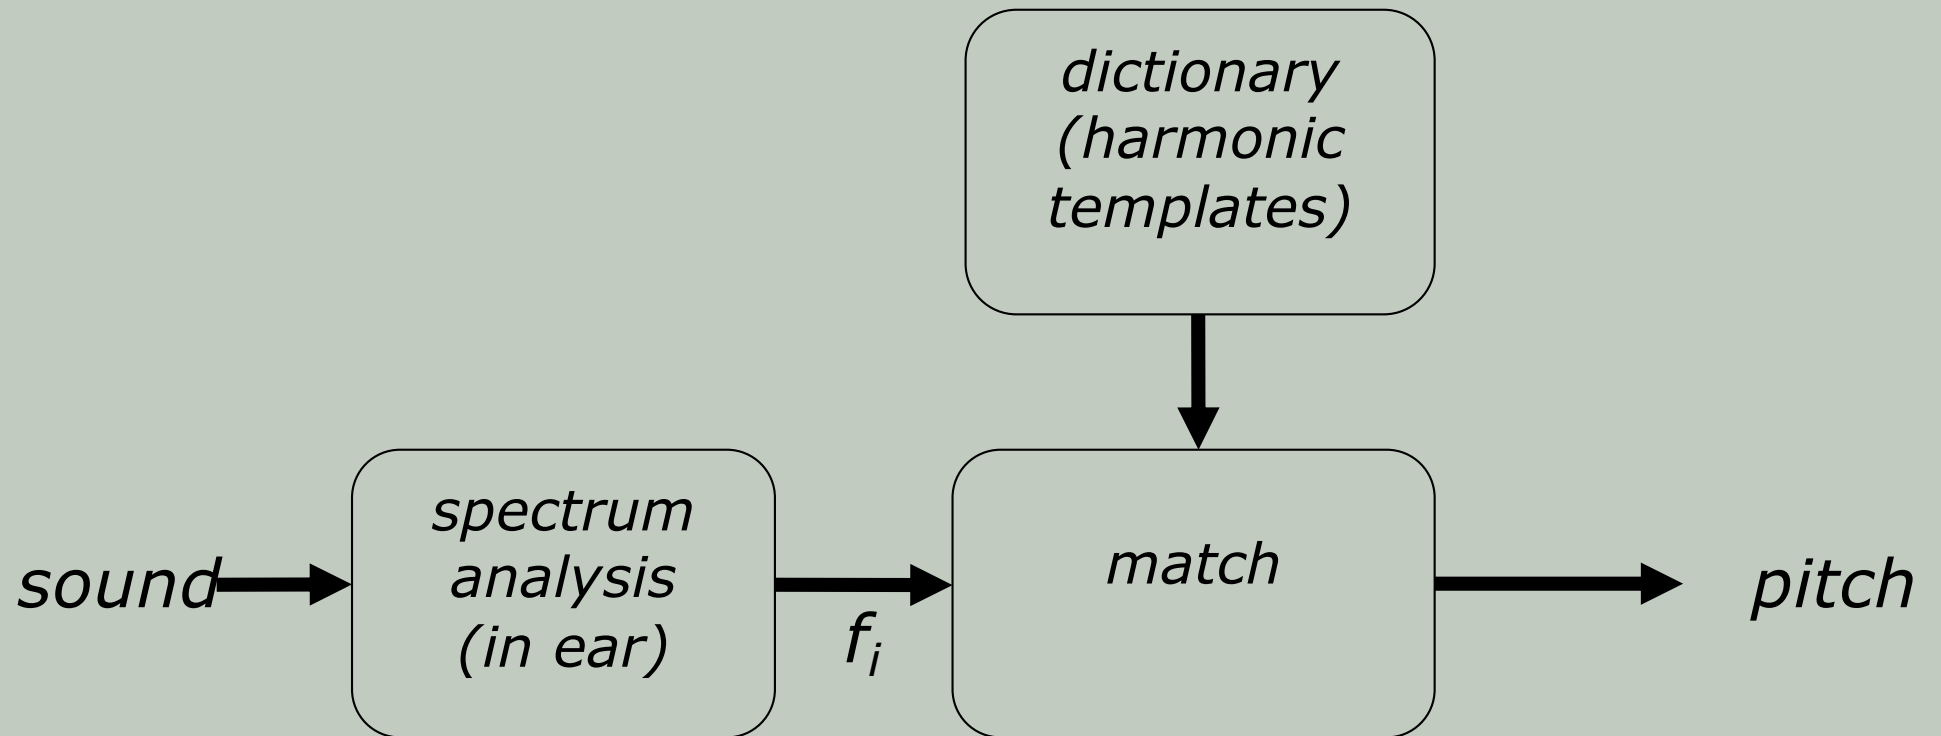 dictionary
(harmonic
templates)
sound
spectrum
analysis
(in ear)
f_i
match
pitch